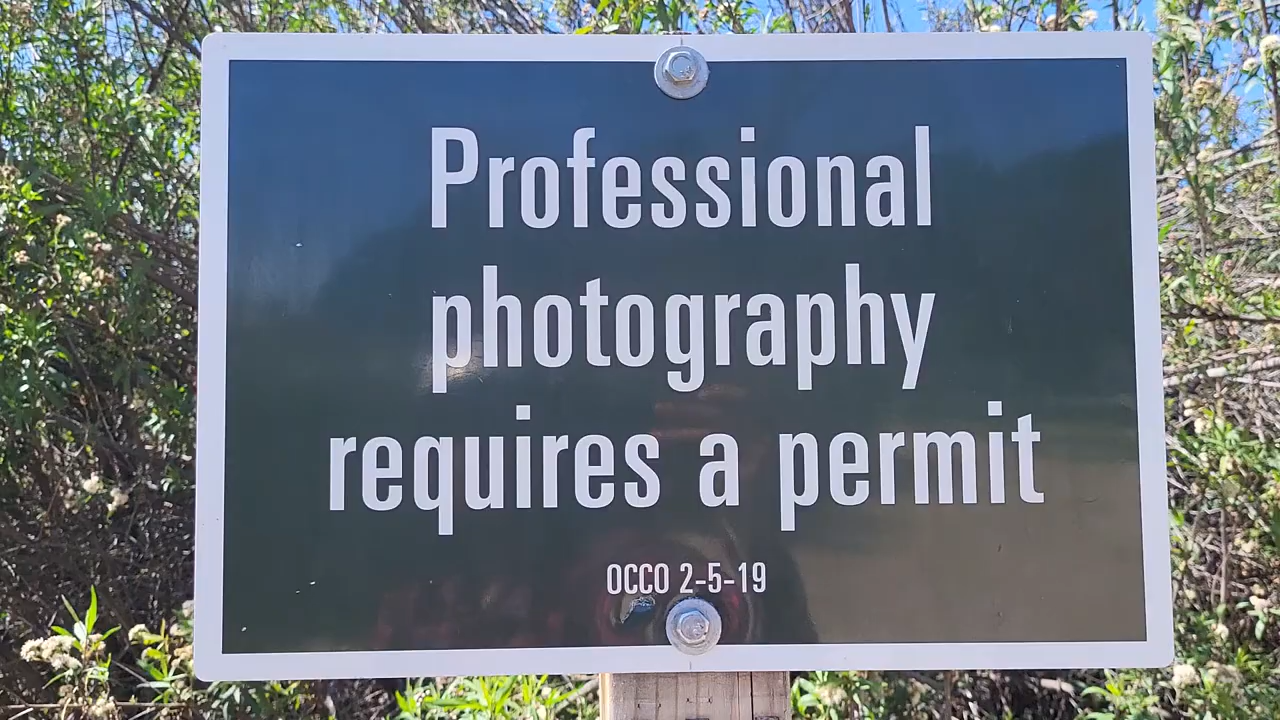 Professional
photography
requires a permit
OCCO 2-5-19